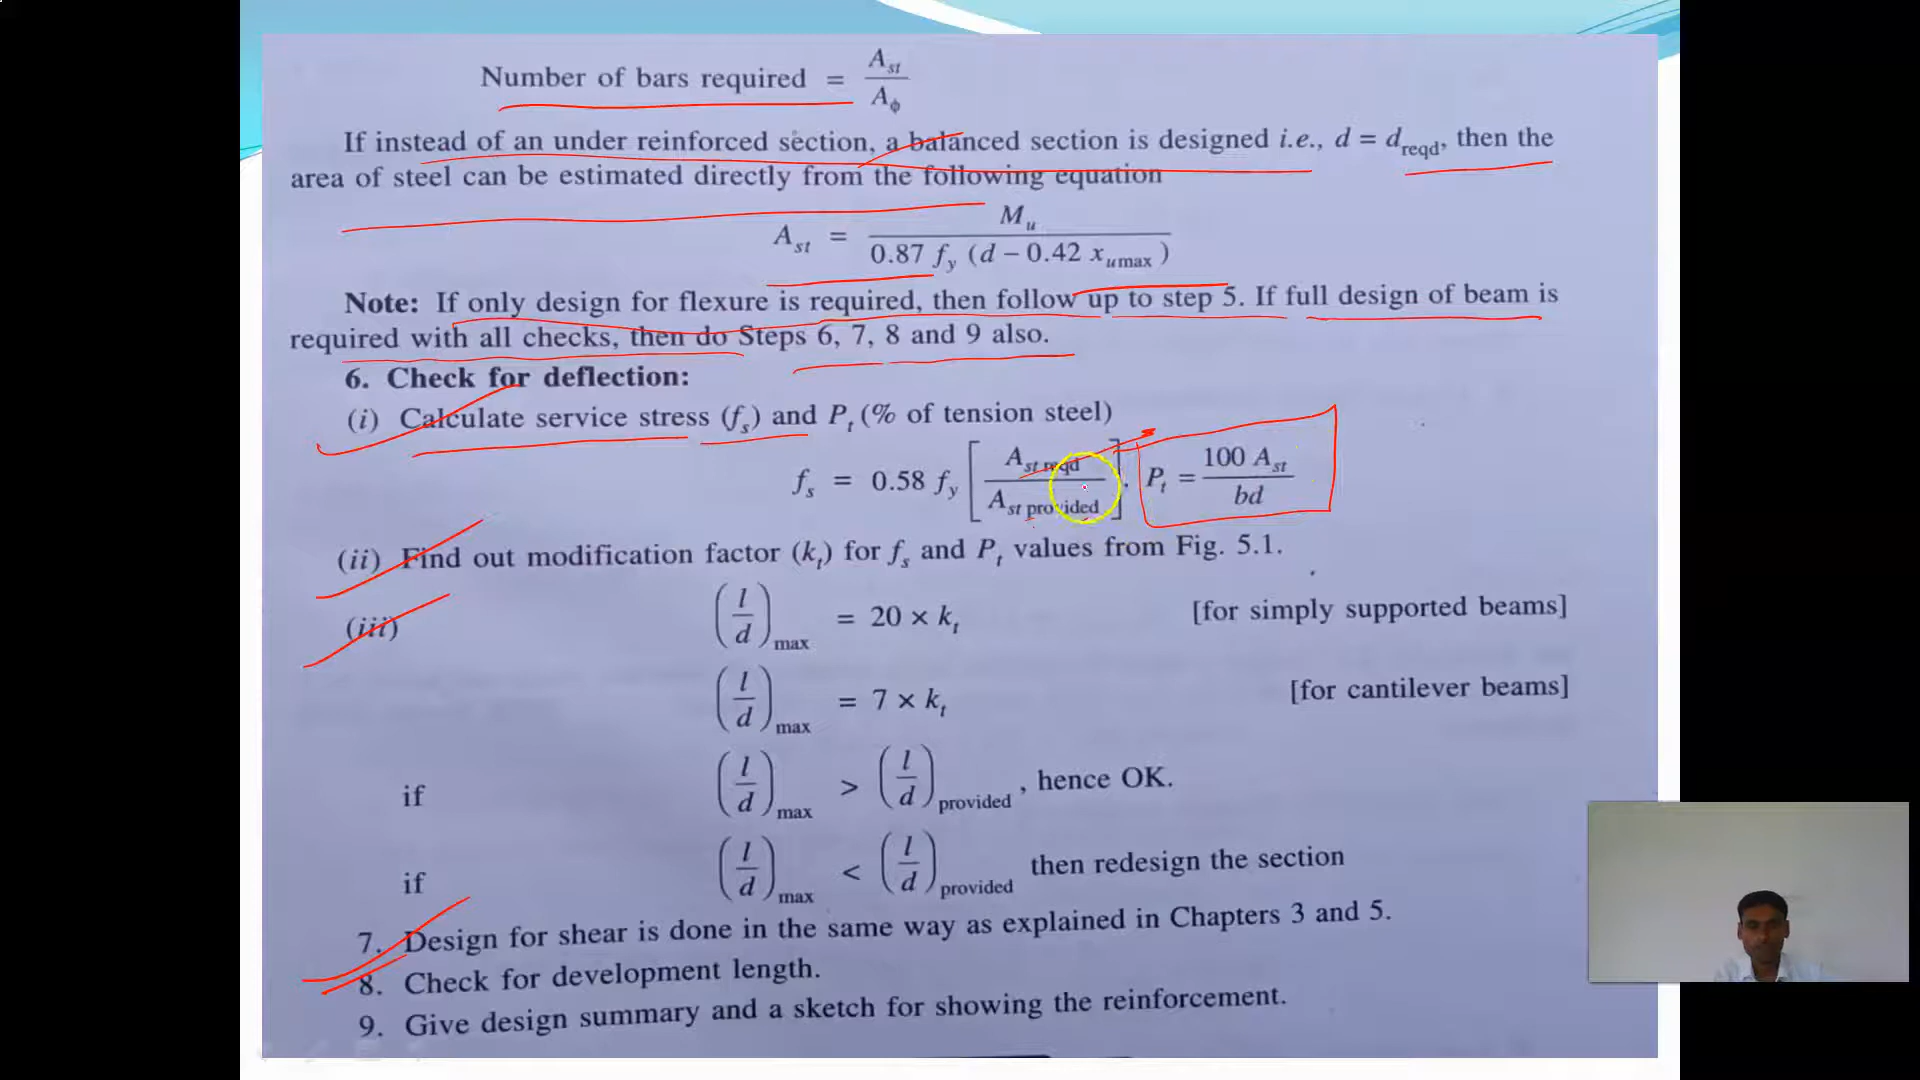 Number of bars required = A_st / A_ϕ
If instead of an under reinforced section, a balanced section is designed i.e., d = d_reqd, then the
area of steel can be estimated directly from the following equation
A_st = M_u / 0.87 f_y (d – 0.42 x_umax)
Note: If only design for flexure is required, then follow up to step 5. If full design of beam is
required with all checks, then do Steps 6, 7, 8 and 9 also.
6. Check for deflection:
(i) Calculate service stress (f_s) and P_t (% of tension steel)
f_s = 0.58 f_y [A_st reqd / A_st provided]. P_t = 100 A_st / bd
(ii) Find out modification factor (k_t) for f_s and P_t values from Fig. 5.1.
(iii) (l/d)_max = 20 × k_t [for simply supported beams]
(l/d)_max = 7 × k_t [for cantilever beams]
if (l/d)_max > (l/d)_provided, hence OK.
if (l/d)_max < (l/d)_provided then redesign the section
7. Design for shear is done in the same way as explained in Chapters 3 and 5.
8. Check for development length.
9. Give design summary and a sketch for showing the reinforcement.